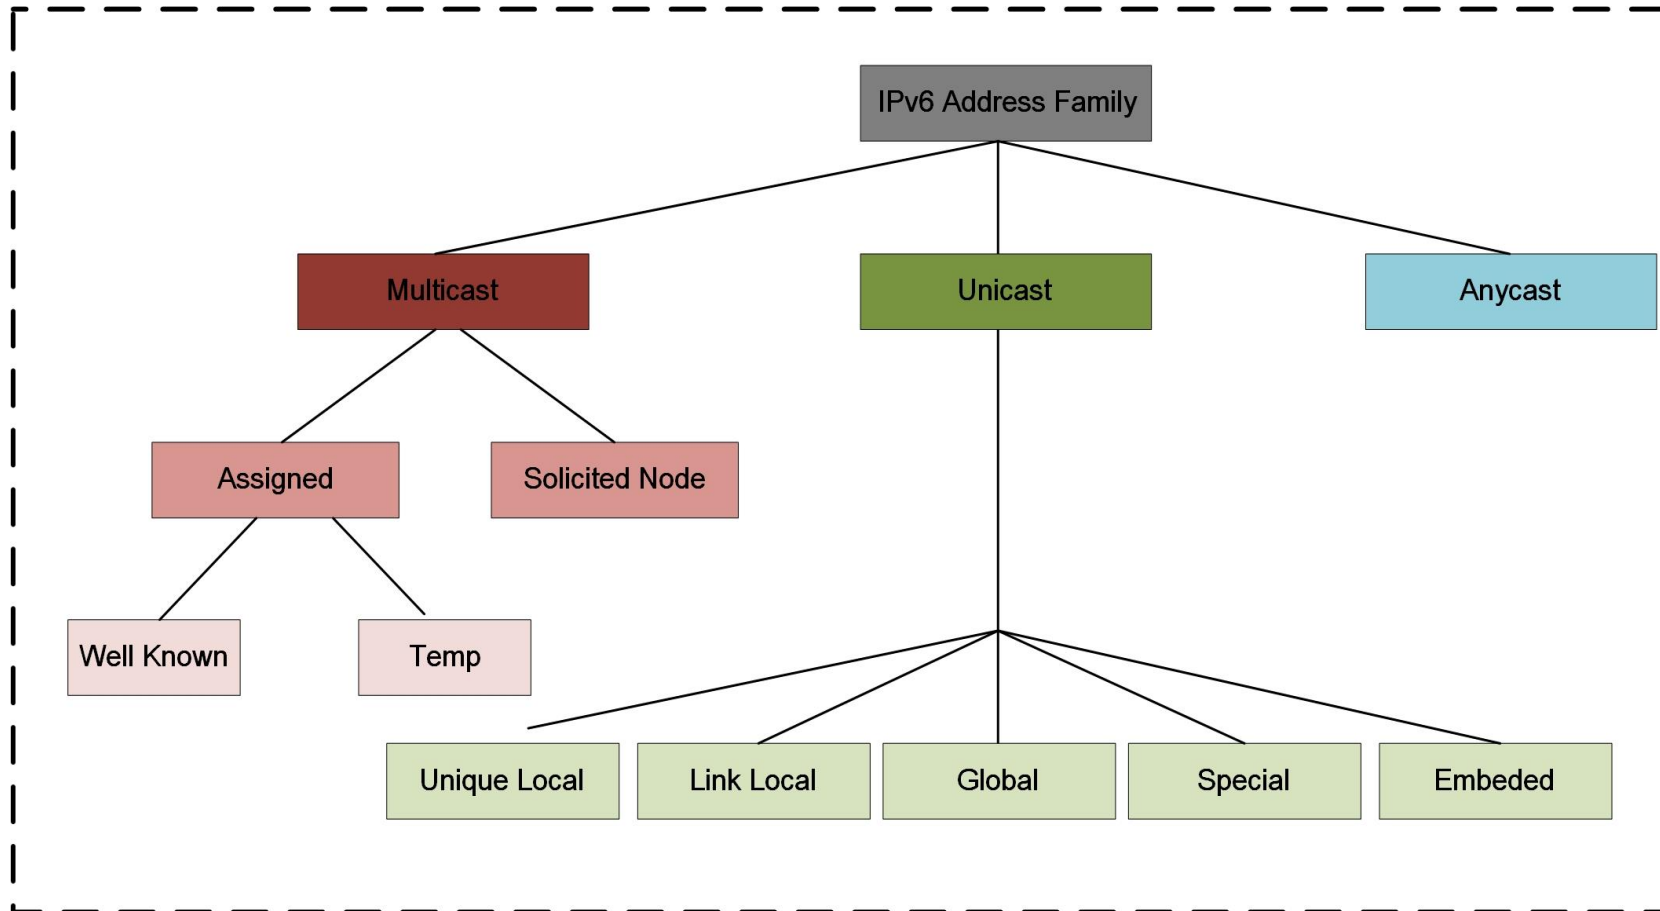 IPv6 Address Family
Multicast
Unicast
Anycast
Assigned
Solicited Node
Well Known
Temp
Unique Local
Link Local
Global
Special
Embeded